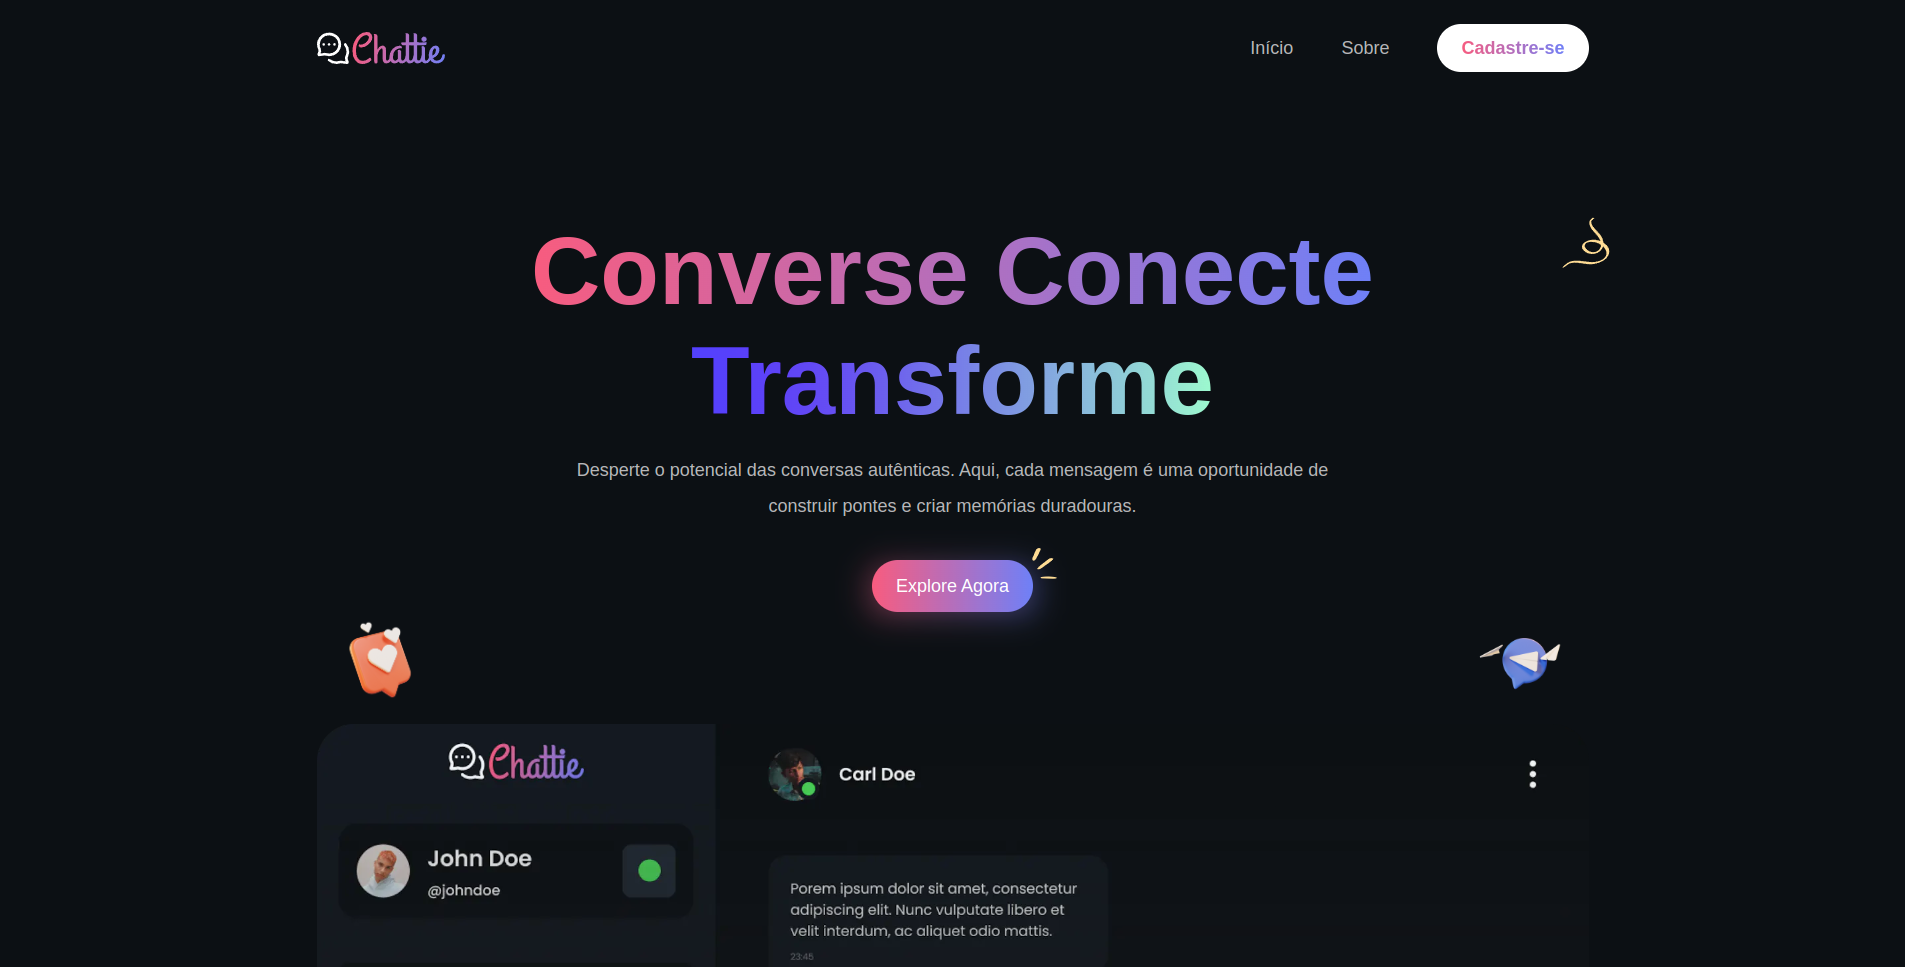 Chattie
Início
Sobre
Cadastre-se
Converse Conecte
Transforme
Desperte o potencial das conversas autênticas. Aqui, cada mensagem é uma oportunidade de
construir pontes e criar memórias duradouras.
Explore Agora
Chattie
John Doe
@johndoe
Carl Doe
Porem ipsum dolor sit amet, consectetur
adipiscing elit. Nunc vulputate libero et
velit interdum, ac aliquet odio mattis.
23:45